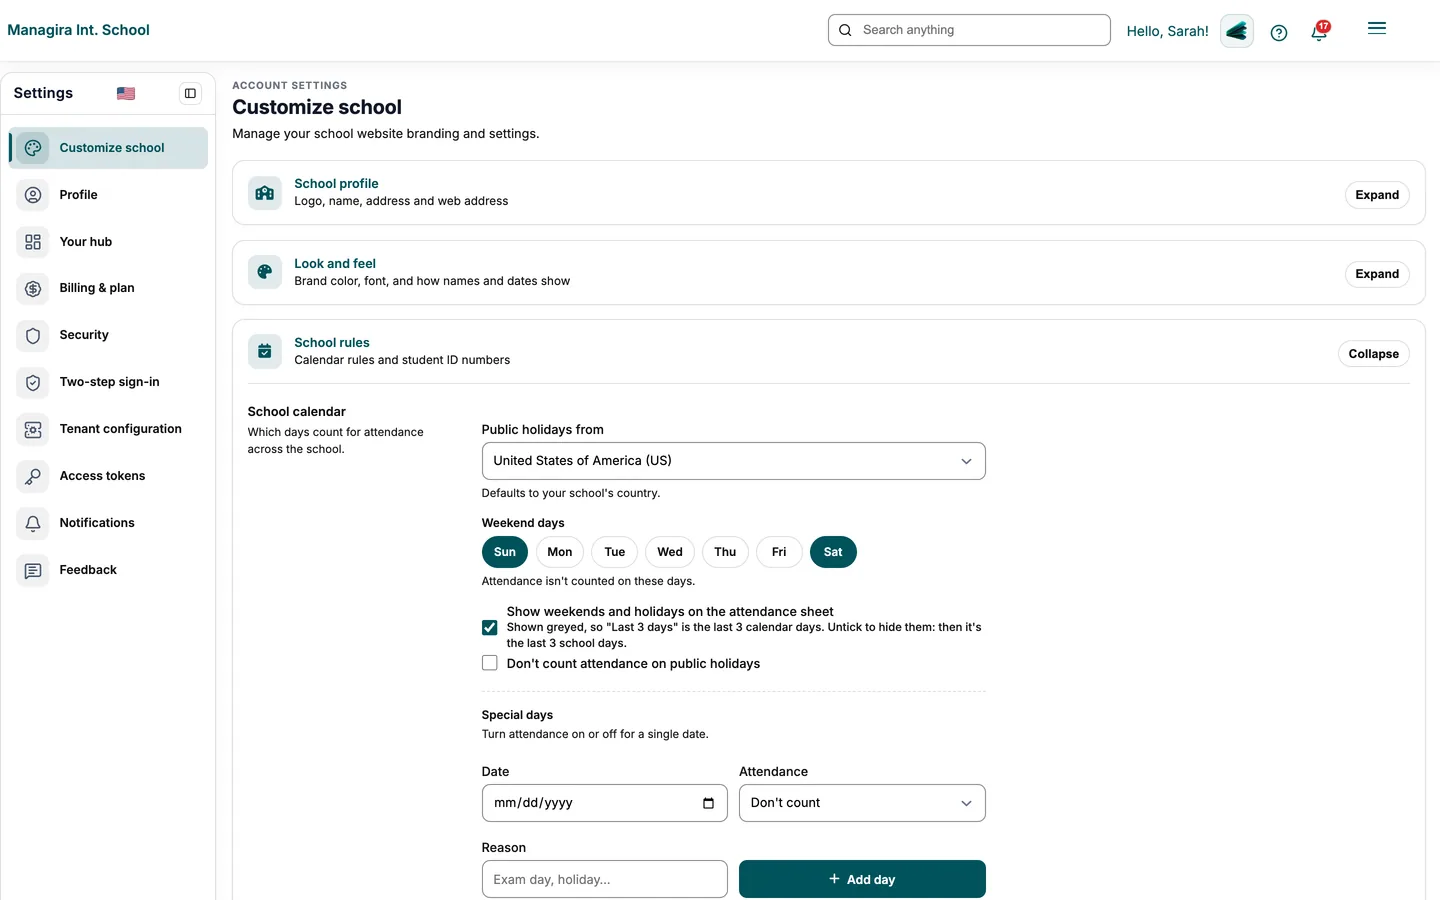 Managira Int. School
Search anything
Hello, Sarah!
17
Settings
Customize school
Profile
Your hub
Billing & plan
Security
Two-step sign-in
Tenant configuration
Access tokens
Notifications
Feedback
ACCOUNT SETTINGS
Customize school
Manage your school website branding and settings.
School profile
Logo, name, address and web address
Expand
Look and feel
Brand color, font, and how names and dates show
Expand
School rules
Calendar rules and student ID numbers
Collapse
School calendar
Which days count for attendance
across the school.
Public holidays from
United States of America (US)
Defaults to your school's country.
Weekend days
Sun Mon Tue Wed Thu Fri Sat
Attendance isn't counted on these days.
Show weekends and holidays on the attendance sheet
Shown greyed, so "Last 3 days" is the last 3 calendar days. Untick to hide them: then it's
the last 3 school days.
Don't count attendance on public holidays
Special days
Turn attendance on or off for a single date.
Date
mm/dd/yyyy
Attendance
Don't count
Reason
Exam day, holiday...
+ Add day